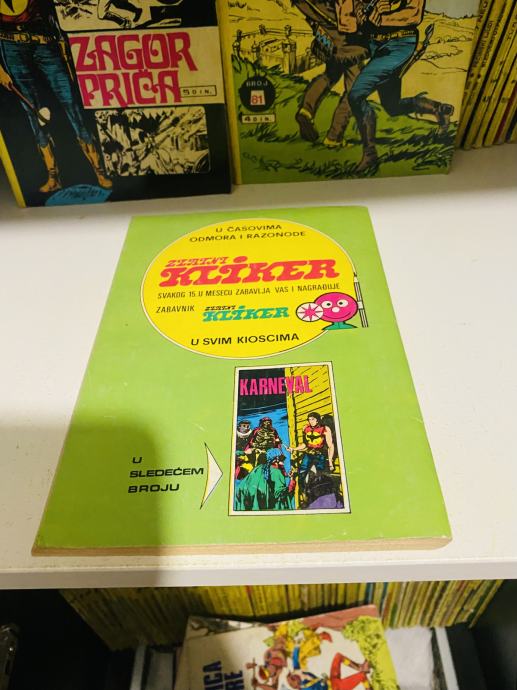 ZAGOR
PRIČA
5 DIN.
BROJ
81
4 DIN.
U ČASOVIMA
ODMORA I RAZONODE
ZLATNI
KLIKER
SVAKOG 15. U MESECU ZABAVLJA VAS I NAGRAĐUJE
ZABAVNIK ZLATNI KLIKER
U SVIM KIOSCIMA
KARNEVAL
U
SLEDEĆEM
BROJU